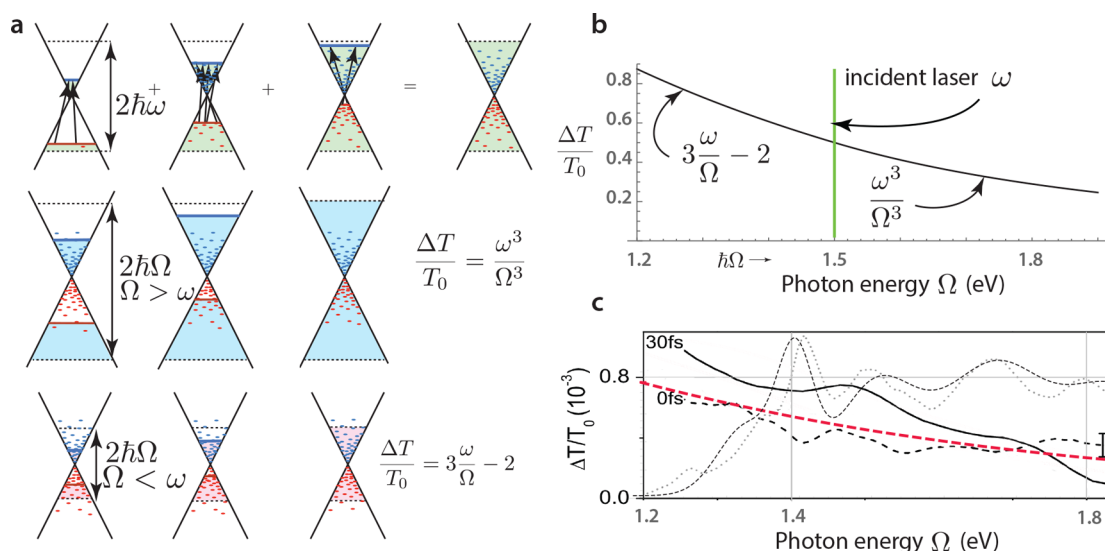 a
2ħω
+
+
=
2ħΩ
Ω > ω
ΔT/T₀ = ω³/Ω³
2ħΩ
Ω < ω
ΔT/T₀ = 3 ω/Ω − 2
b
0.8
0.6
0.4
0.2
ΔT/T₀
incident laser ω
3 ω/Ω − 2
ω³/Ω³
1.2 ħΩ → 1.5 1.8
Photon energy Ω (eV)
c
30fs
0.8
0fs
0.0
ΔT/T₀ (10⁻³)
1.2 1.4 1.6 1.8
Photon energy Ω (eV)